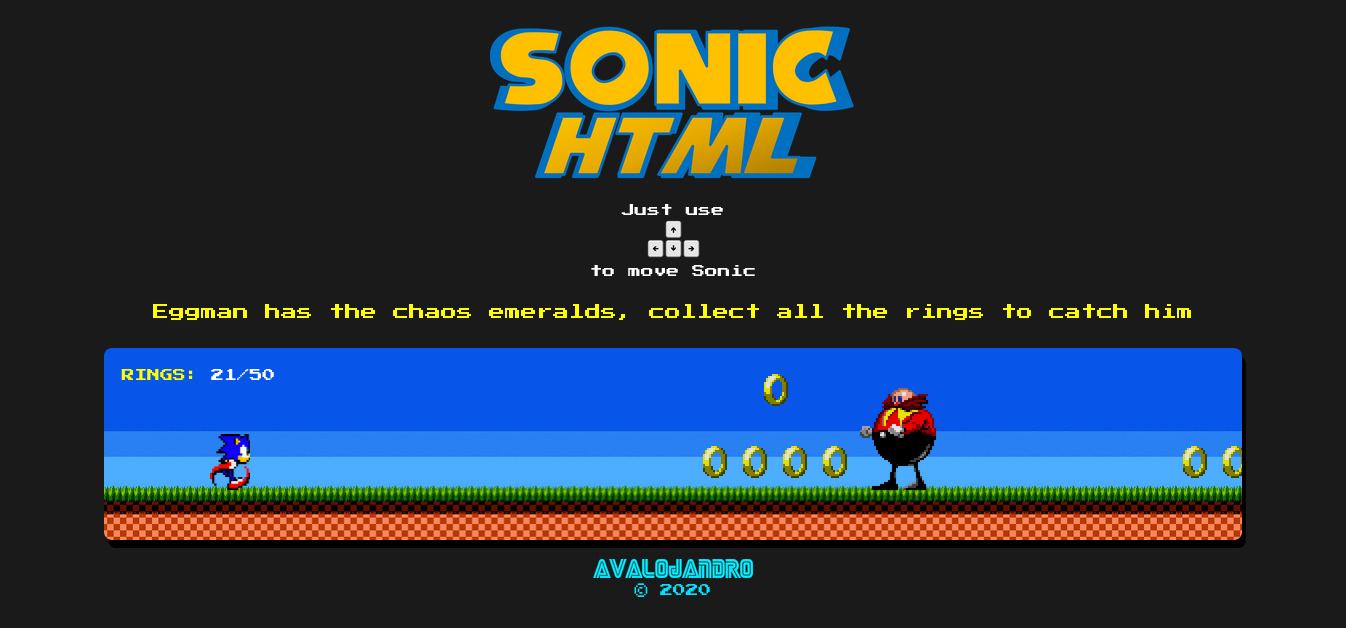 SONIC
HTML
Just use
↑
← ↓ →
to move Sonic
Eggman has the chaos emeralds, collect all the rings to catch him
RINGS: 21/50
AVALOJANDRO
© 2020